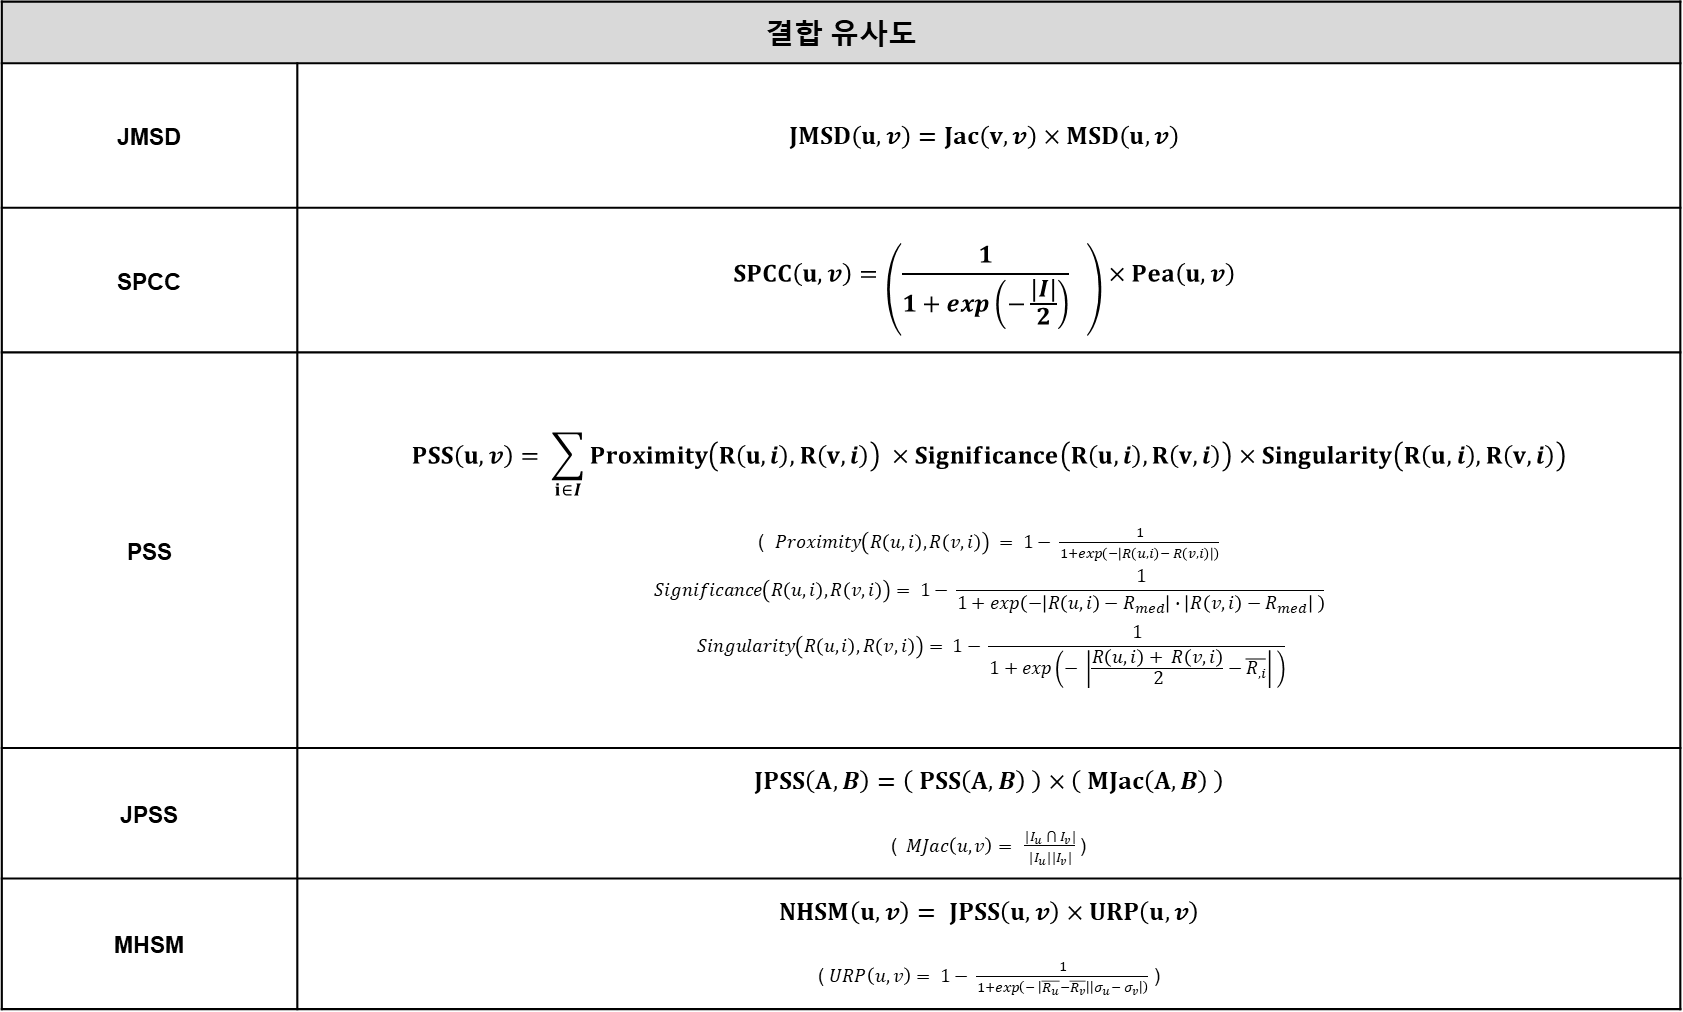 결합 유사도
JMSD
JMSD(u, v) = Jac(v, v) × MSD(u, v)
SPCC
SPCC(u, v) = ( 1 / (1 + exp(−|I|/2)) ) × Pea(u, v)
PSS
PSS(u, v) = ∑ i∈I Proximity(R(u, i), R(v, i)) × Significance(R(u, i), R(v, i)) × Singularity(R(u, i), R(v, i))
( Proximity(R(u, i), R(v, i)) = 1 − 1 / (1+exp(−|R(u,i)− R(v,i)|))
Significance(R(u, i), R(v, i)) = 1 − 1 / (1 + exp(−|R(u, i) − R_med| · |R(v, i) − R_med| ))
Singularity(R(u, i), R(v, i)) = 1 − 1 / (1 + exp(− |(R(u, i) + R(v, i))/2 − R̅,i| ))
JPSS
JPSS(A, B) = ( PSS(A, B) ) × ( MJac(A, B) )
( MJac(u, v) = |I_u ∩ I_v| / |I_u||I_v| )
MHSM
NHSM(u, v) = JPSS(u, v) × URP(u, v)
( URP(u, v) = 1 − 1 / (1+exp(− |R̅_u − R̅_v||σ_u − σ_v|)) )